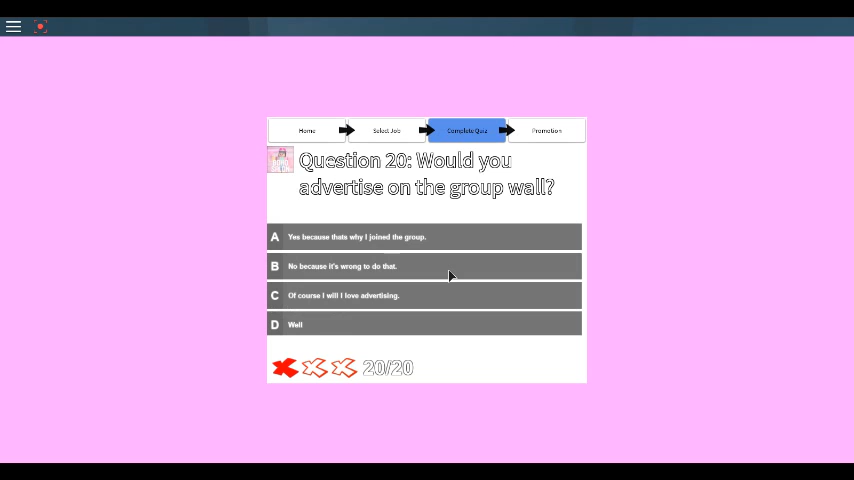 Home Select Job Complete Quiz Promotion
Question 20: Would you
advertise on the group wall?
A Yes because thats why I joined the group.
B No because It's wrong to do that.
C Of course I will I love advertising.
D Well
20/20